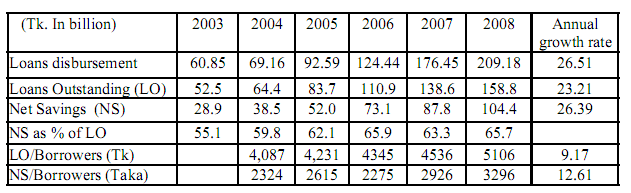 (Tk. In billion) 2003 2004 2005 2006 2007 2008 Annual growth rate
Loans disbursement 60.85 69.16 92.59 124.44 176.45 209.18 26.51
Loans Outstanding (LO) 52.5 64.4 83.7 110.9 138.6 158.8 23.21
Net Savings (NS) 28.9 38.5 52.0 73.1 87.8 104.4 26.39
NS as % of LO 55.1 59.8 62.1 65.9 63.3 65.7
LO/Borrowers (Tk) 4,087 4,231 4345 4536 5106 9.17
NS/Borrowers (Taka) 2324 2615 2275 2926 3296 12.61